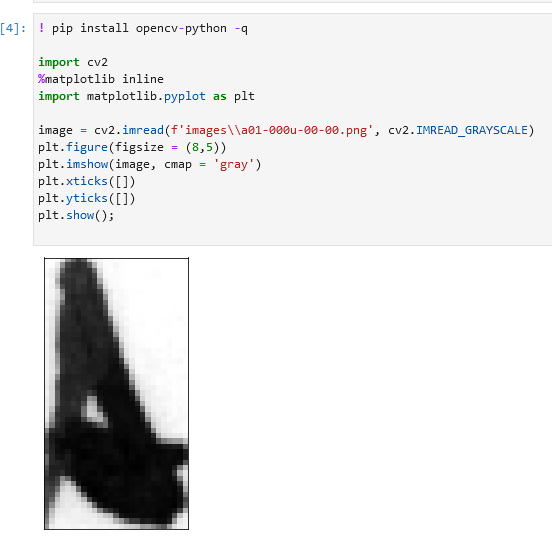 [4]:
! pip install opencv-python -q
import cv2
%matplotlib inline
import matplotlib.pyplot as plt
image = cv2.imread(f'images\\a01-000u-00-00.png', cv2.IMREAD_GRAYSCALE)
plt.figure(figsize = (8,5))
plt.imshow(image, cmap = 'gray')
plt.xticks([])
plt.yticks([])
plt.show();